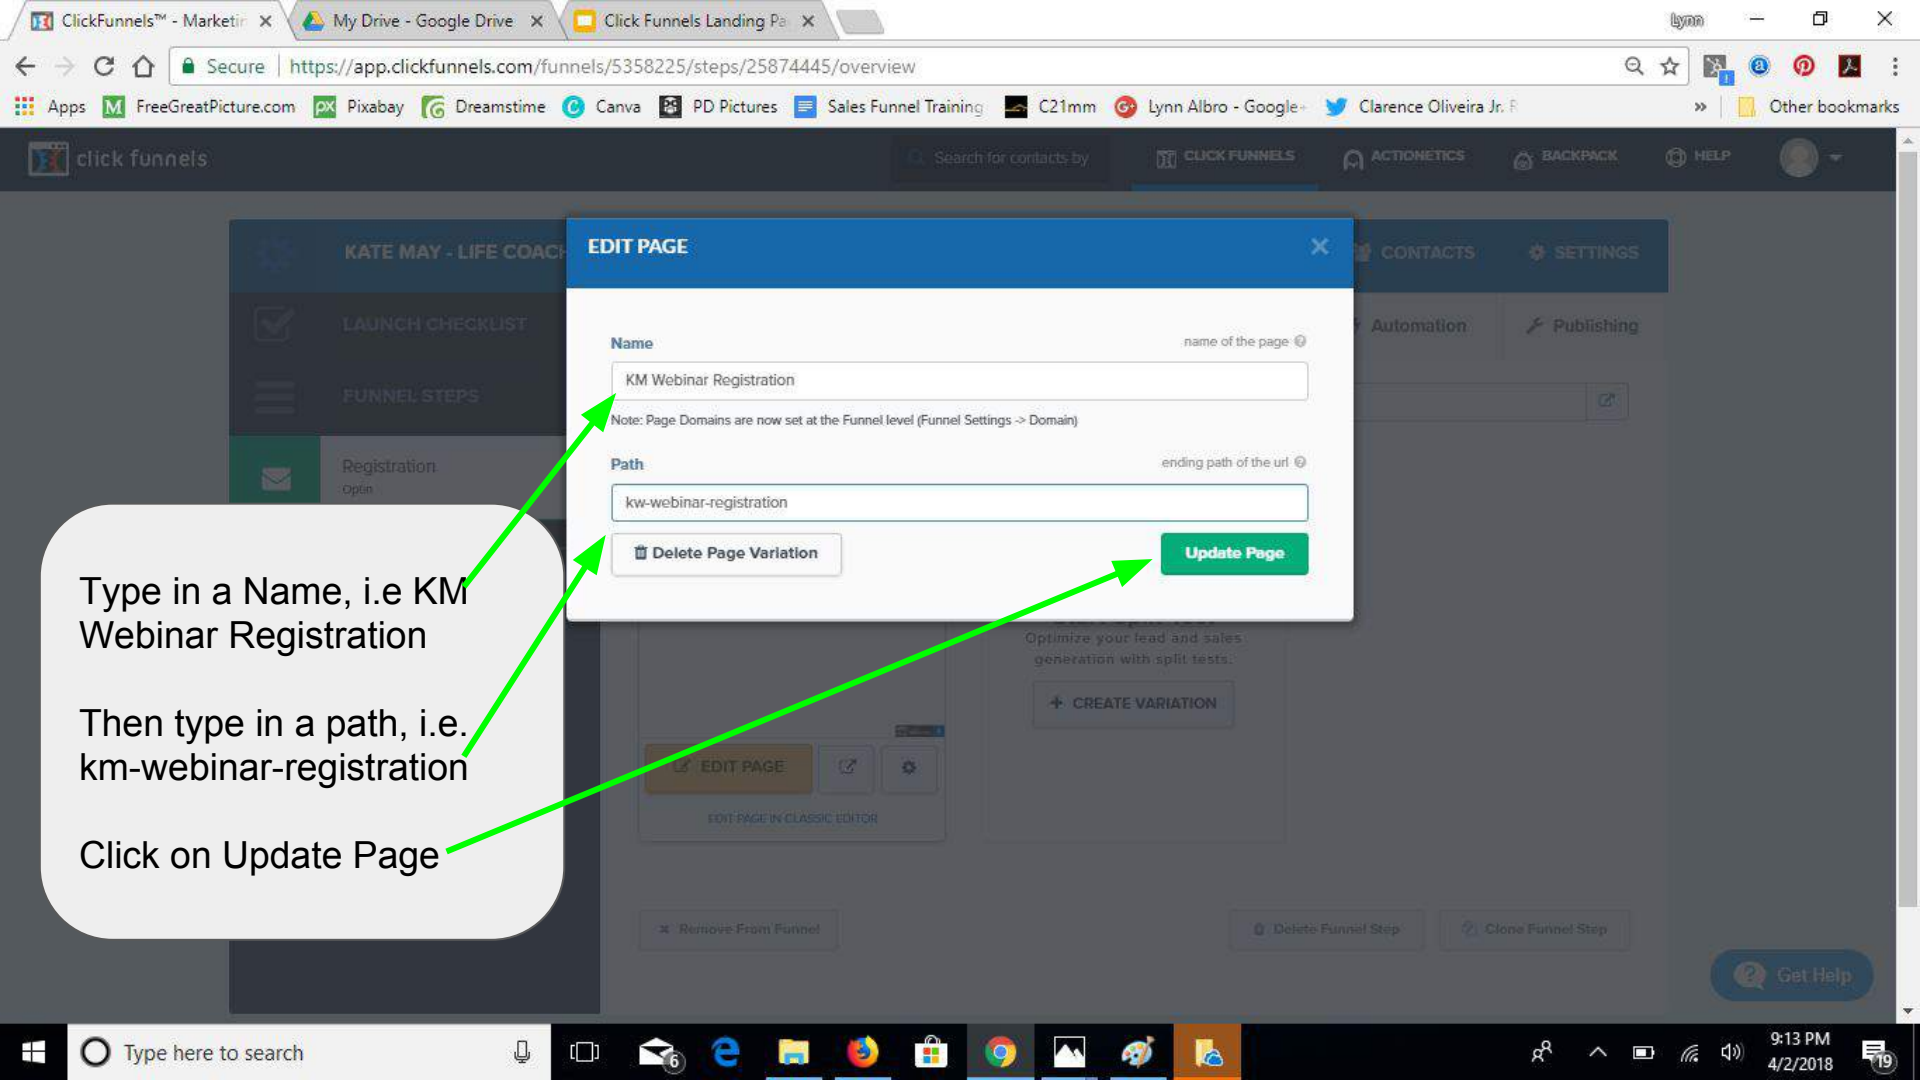 ClickFunnels™ - Marketin
My Drive - Google Drive
Click Funnels Landing Pa
Lynn
Secure
https://app.clickfunnels.com/funnels/5358225/steps/25874445/overview
Apps
FreeGreatPicture.com
Pixabay
Dreamstime
Canva
PD Pictures
Sales Funnel Training
C21mm
Lynn Albro - Google+
Clarence Oliveira Jr.
»
Other bookmarks
click funnels
Search for contacts by
CLICK FUNNELS
ACTIONETICS
BACKPACK
HELP
KATE MAY - LIFE COACH
EDIT PAGE
CONTACTS
SETTINGS
LAUNCH CHECKLIST
Automation
Publishing
Name
name of the page
KM Webinar Registration
FUNNEL STEPS
Note: Page Domains are now set at the Funnel level (Funnel Settings -> Domain)
Registration
Optin
Path
ending path of the url
kw-webinar-registration
Delete Page Variation
Update Page
Type in a Name, i.e KM
Webinar Registration
Then type in a path, i.e.
km-webinar-registration
Click on Update Page
Optimize your lead and sales
generation with split tests.
+ CREATE VARIATION
EDIT PAGE
EDIT PAGE IN CLASSIC EDITOR
Remove From Funnel
Delete Funnel Step
Clone Funnel Step
Get Help
Type here to search
6
9:13 PM
4/2/2018
19